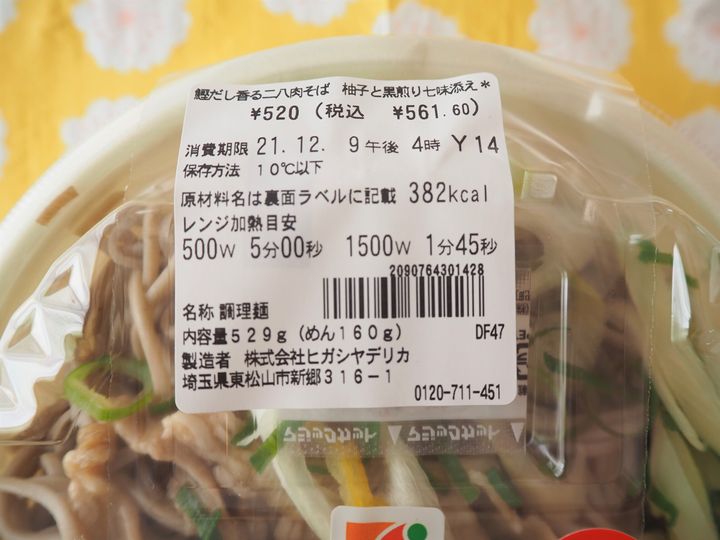 鰹だし香る二八肉そば 柚子と黒煎り七味添え*
¥520 (税込 ¥561.60)
消費期限 21.12. 9午後 4時 Y14
保存方法 10℃以下
原材料名は裏面ラベルに記載 382kcal
レンジ加熱目安
500W 5分00秒 1500W 1分45秒
2090764301428
名称 調理麺
内容量529g (めん160g) DF47
製造者 株式会社ヒガシヤデリカ
埼玉県東松山市新郷316-1
0120-711-451